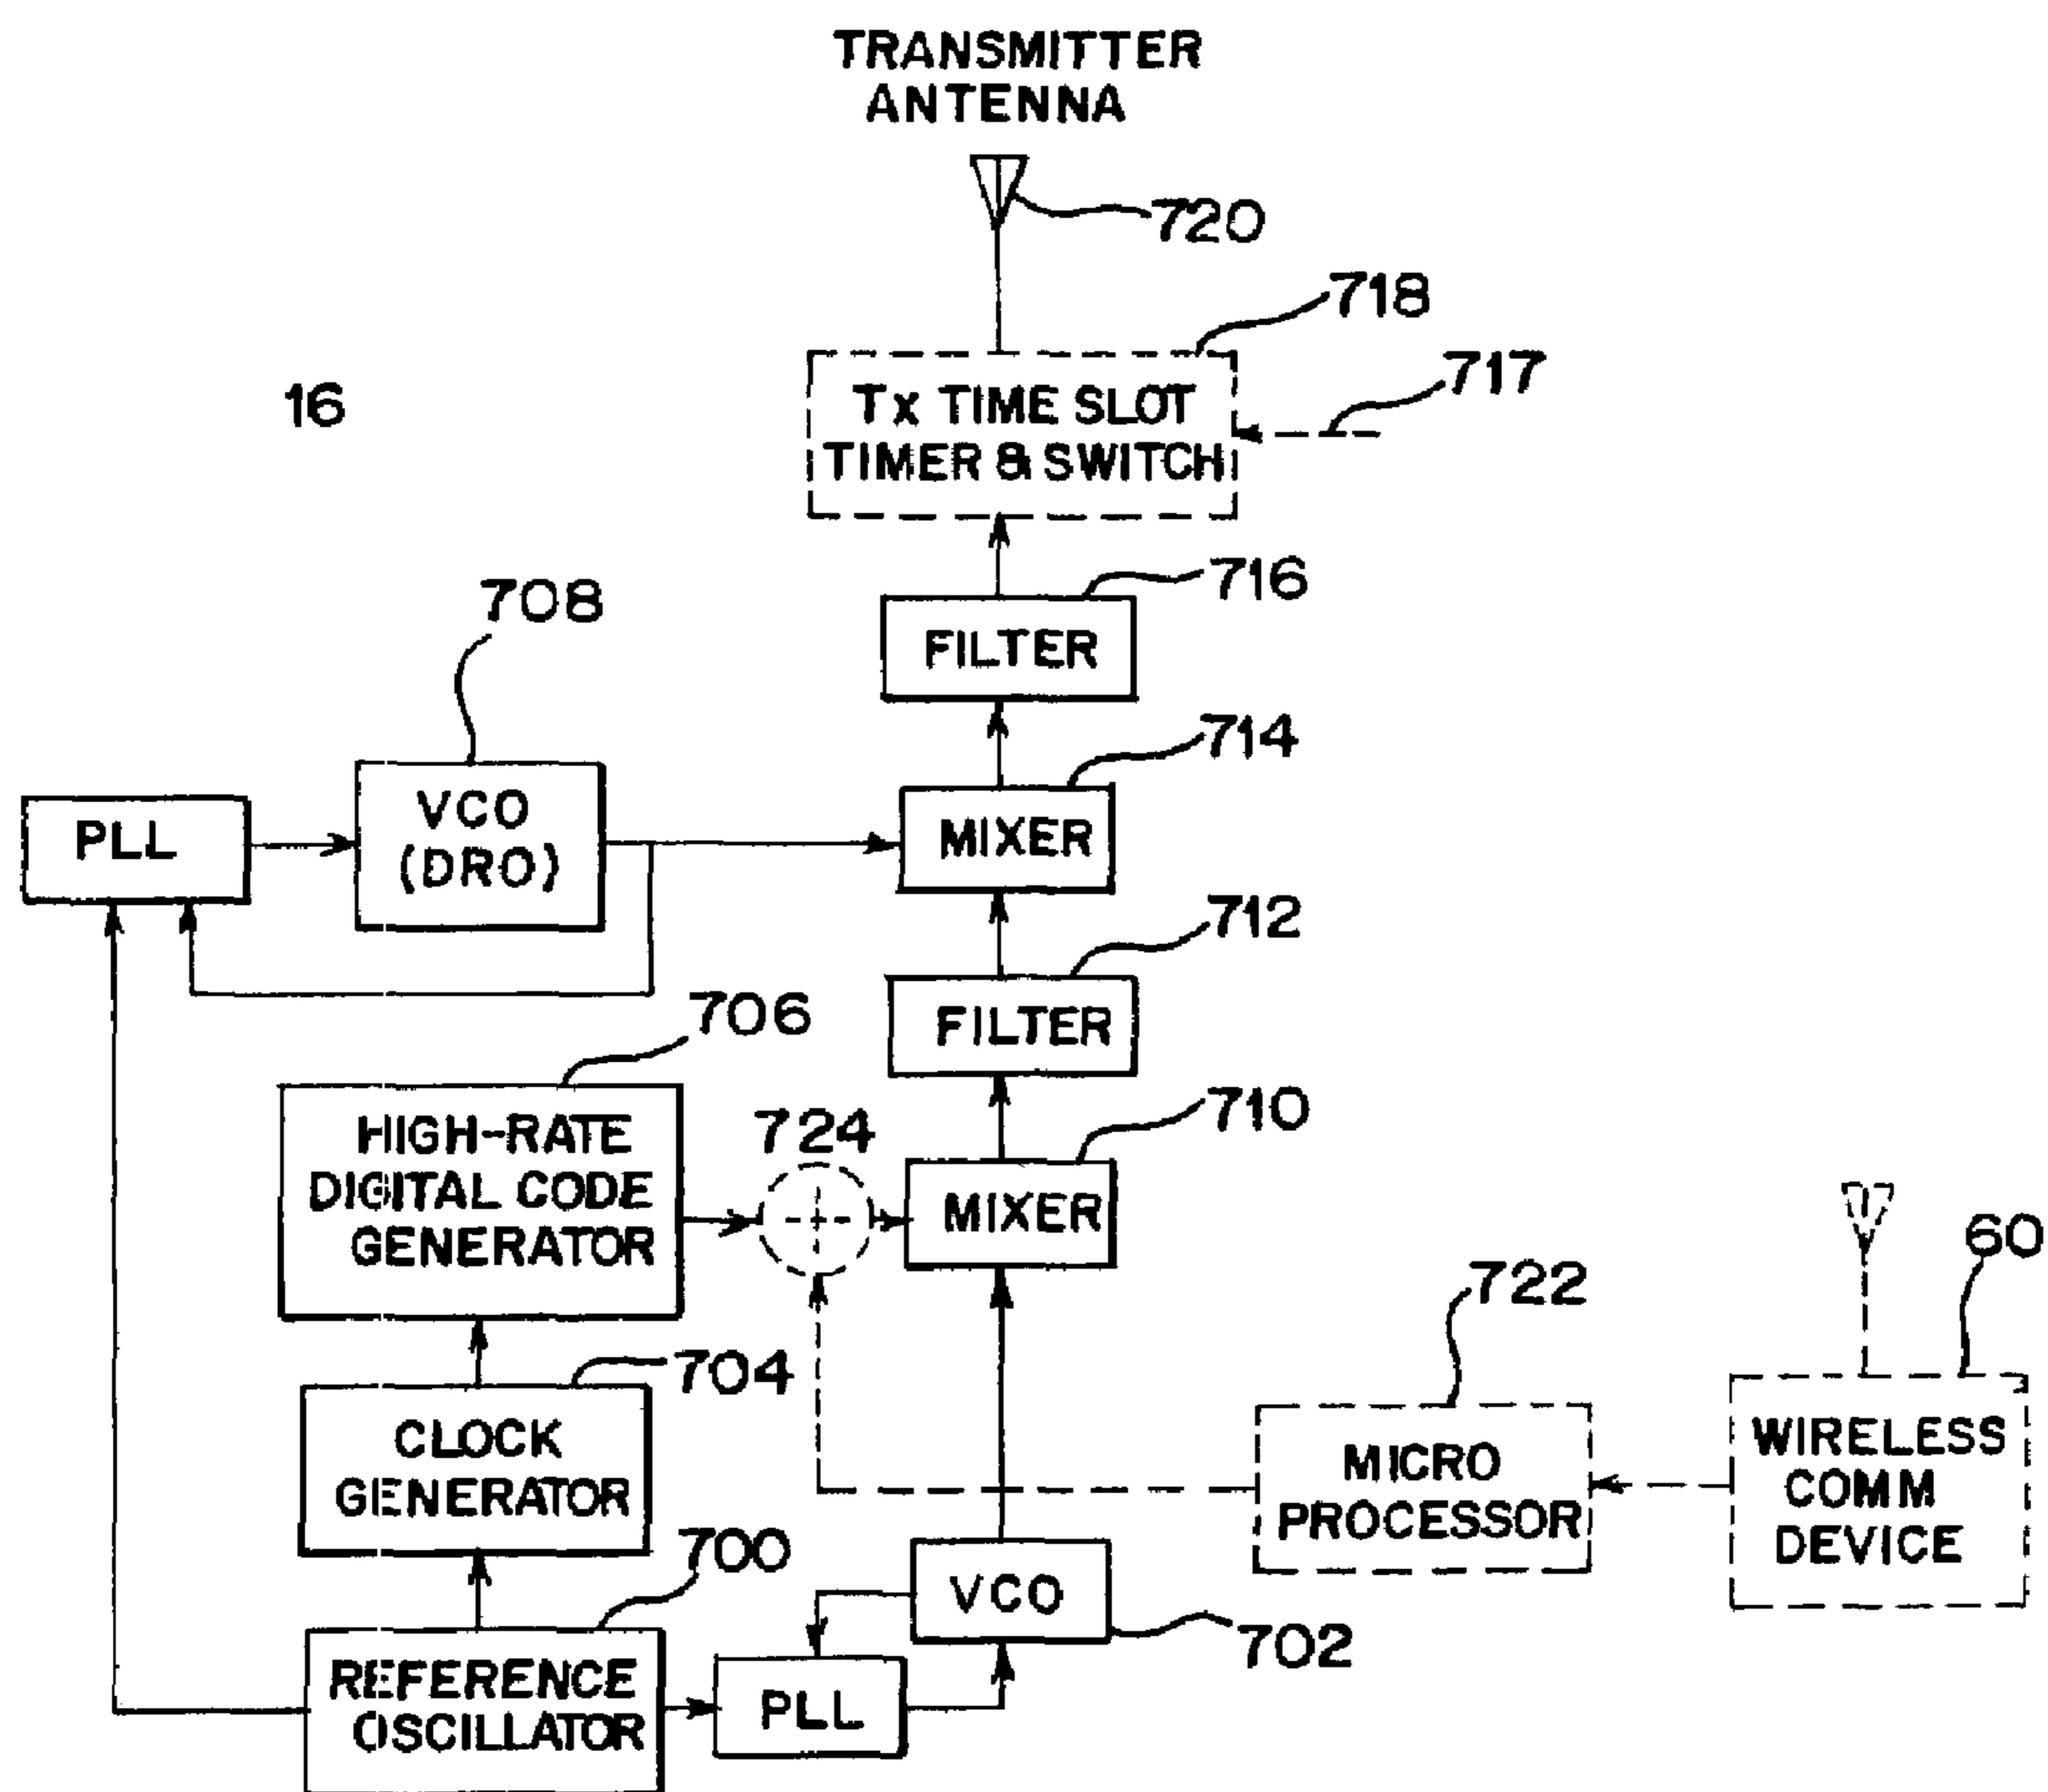 TRANSMITTER
ANTENNA
720
718
717
16
Tx TIME SLOT
TIMER & SWITCH
716
708
FILTER
714
VCO
(DRO)
PLL
MIXER
712
706
FILTER
710
724
HIGH-RATE
DIGITAL CODE
GENERATOR
MIXER
60
722
704
CLOCK
GENERATOR
MICRO
PROCESSOR
WIRELESS
COMM
DEVICE
700
VCO
702
REFERENCE
OSCILLATOR
PLL